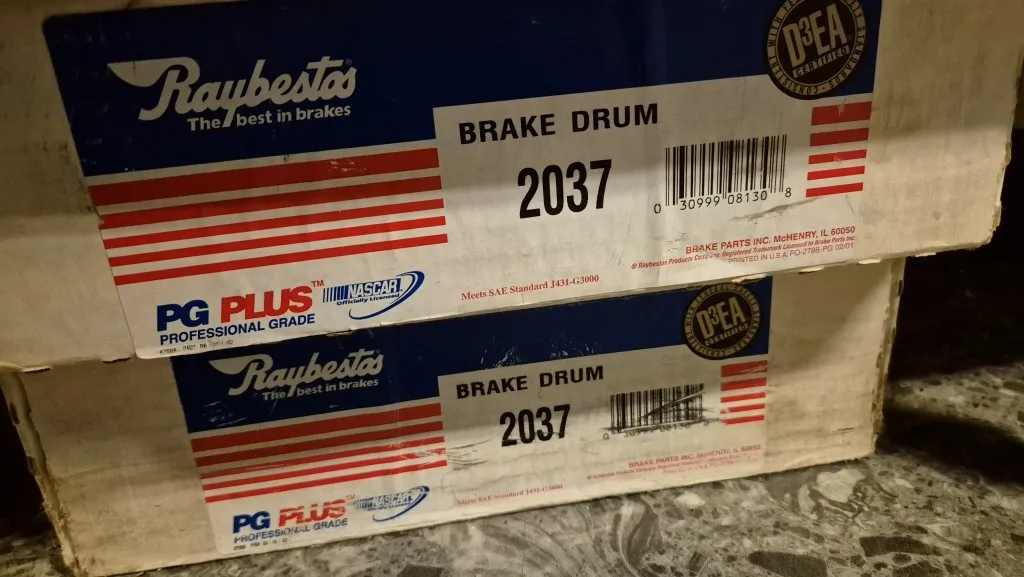 Raybestos®
The best in brakes
D3EA
CERTIFIED
BRAKE DRUM
2037
0 30999 08130 8
BRAKE PARTS INC. McHENRY, IL 60050
® Raybestos Products Company Registered Trademark Licensed to Brake Parts Inc.
PRINTED IN U.S.A. FO-2788-PG 02/01
Meets SAE Standard J431-G3000
PG PLUS™
PROFESSIONAL GRADE
NASCAR
Officially Licensed
Raybestos
The best in brakes
D3EA
CERTIFIED
BRAKE DRUM
2037
BRAKE PARTS INC. McHENRY, IL 60050
Meets SAE Standard J431-G3000
PG PLUS™
PROFESSIONAL GRADE
NASCAR